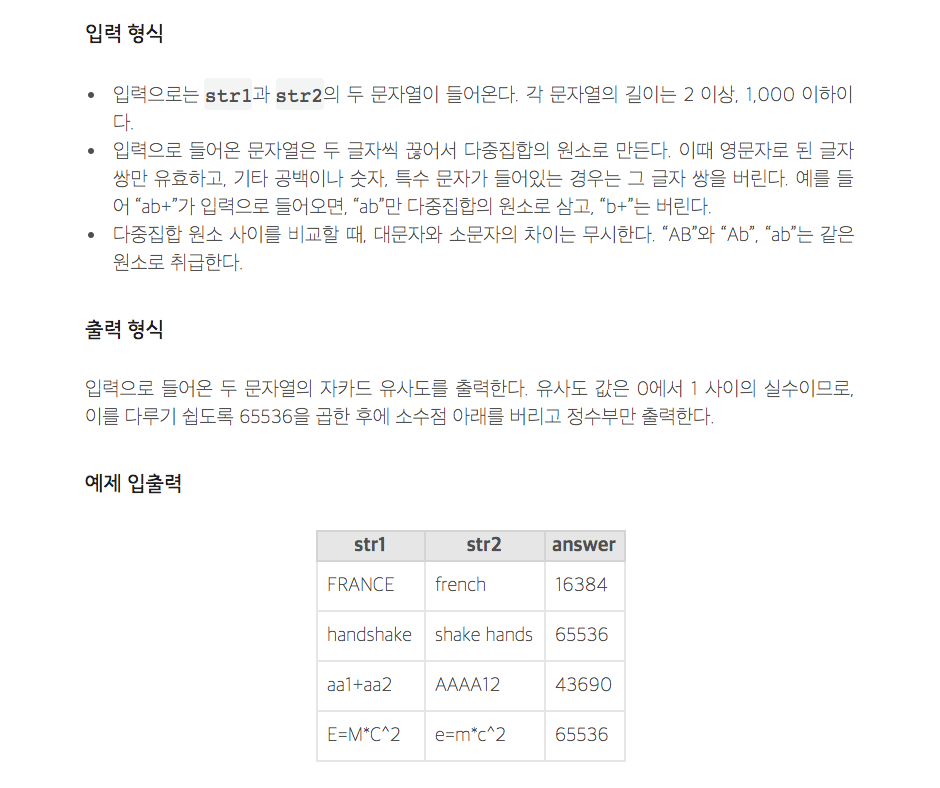 입력 형식
입력으로는 str1과 str2의 두 문자열이 들어온다. 각 문자열의 길이는 2 이상, 1,000 이하이
다.
입력으로 들어온 문자열은 두 글자씩 끊어서 다중집합의 원소로 만든다. 이때 영문자로 된 글자
쌍만 유효하고, 기타 공백이나 숫자, 특수 문자가 들어있는 경우는 그 글자 쌍을 버린다. 예를 들
어 “ab+”가 입력으로 들어오면, “ab”만 다중집합의 원소로 삼고, “b+”는 버린다.
다중집합 원소 사이를 비교할 때, 대문자와 소문자의 차이는 무시한다. “AB”와 “Ab”, “ab”는 같은
원소로 취급한다.
출력 형식
입력으로 들어온 두 문자열의 자카드 유사도를 출력한다. 유사도 값은 0에서 1 사이의 실수이므로,
이를 다루기 쉽도록 65536을 곱한 후에 소수점 아래를 버리고 정수부만 출력한다.
예제 입출력
str1 str2 answer
FRANCE french 16384
handshake shake hands 65536
aa1+aa2 AAAA12 43690
E=M*C^2 e=m*c^2 65536